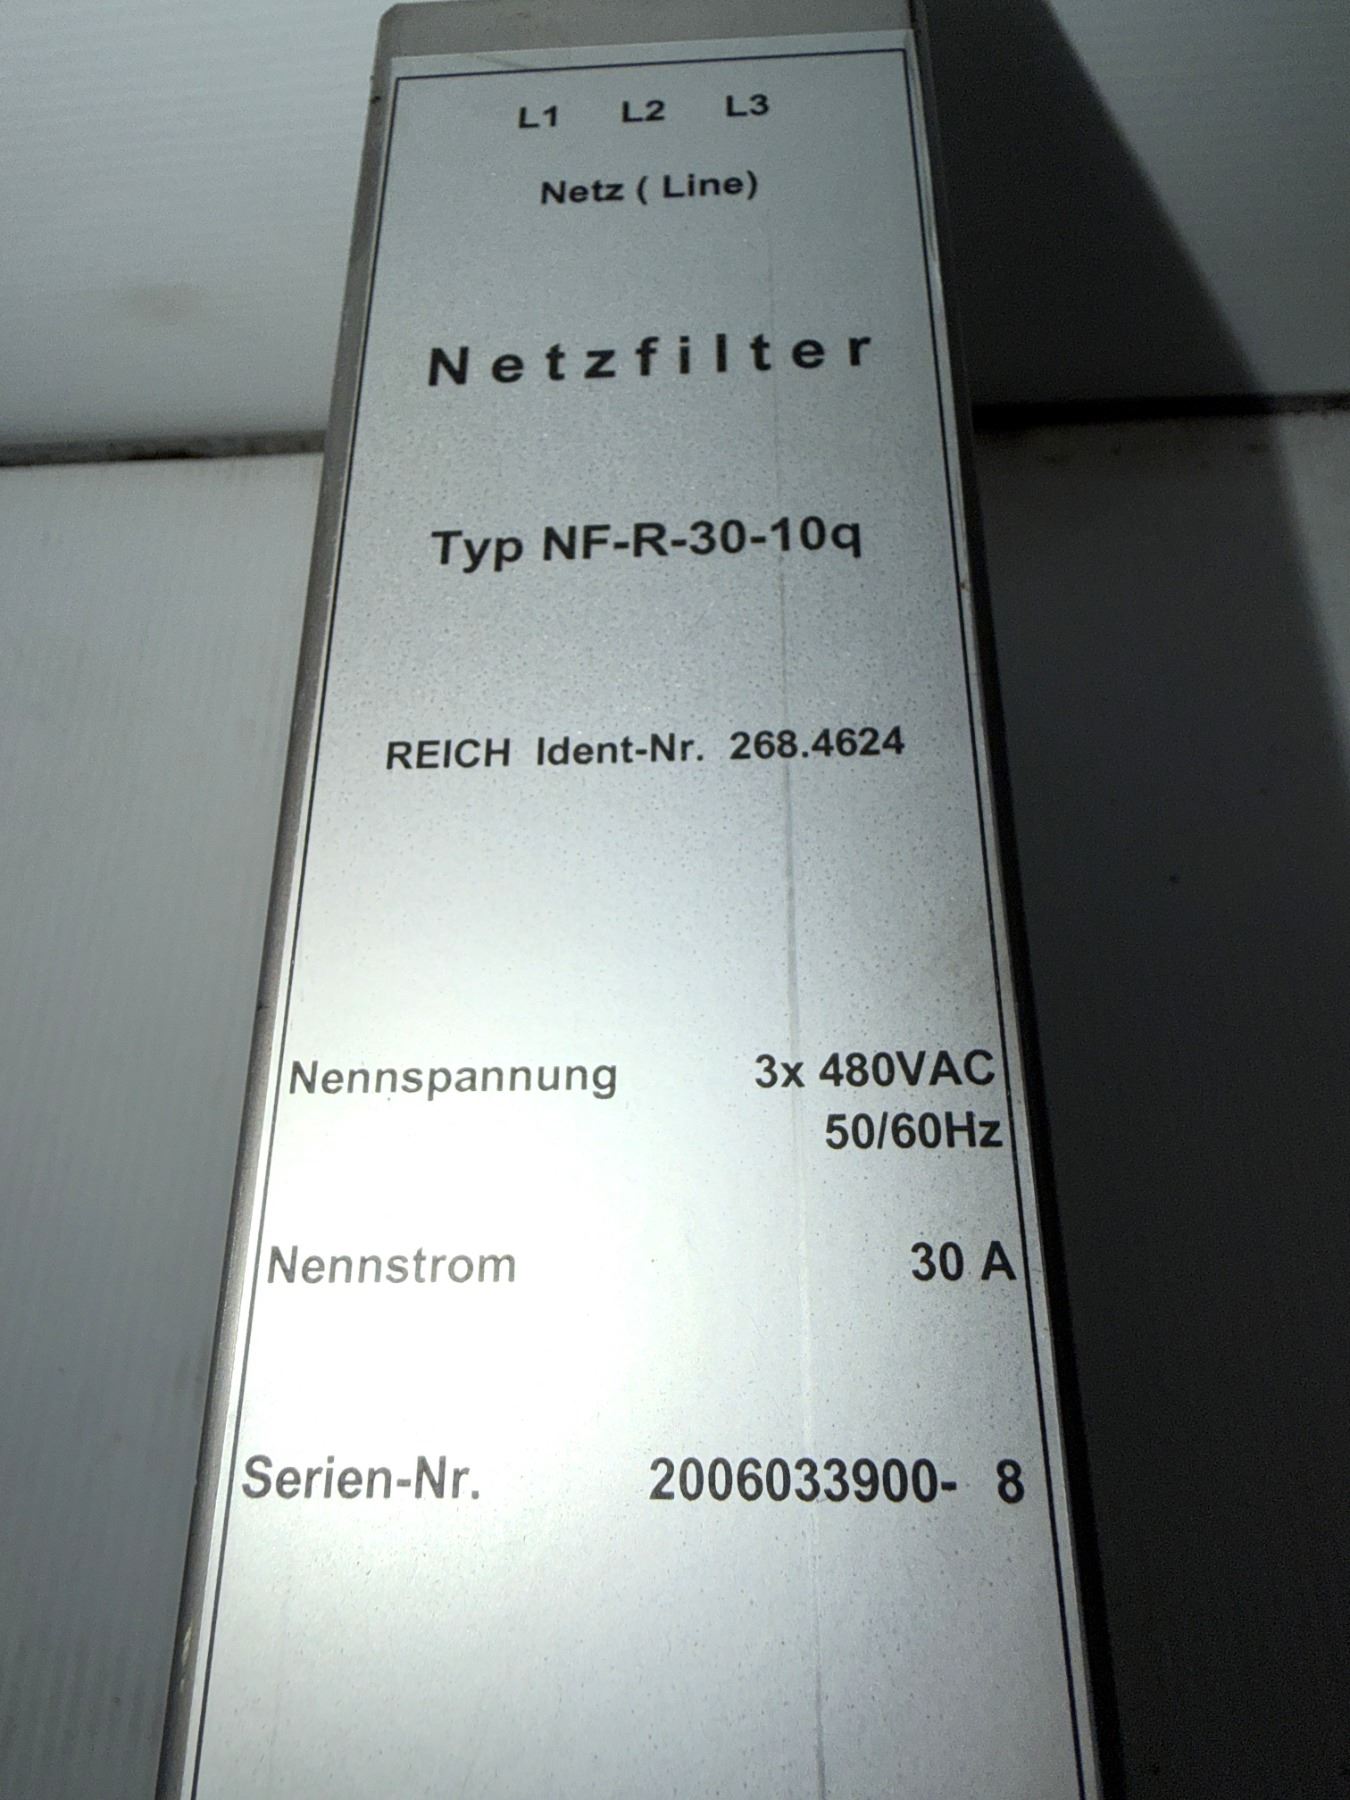 L1 L2 L3
Netz ( Line)
Netzfilter
Typ NF-R-30-10q
REICH Ident-Nr. 268.4624
Nennspannung 3x 480VAC
50/60Hz
Nennstrom 30 A
Serien-Nr. 2006033900- 8